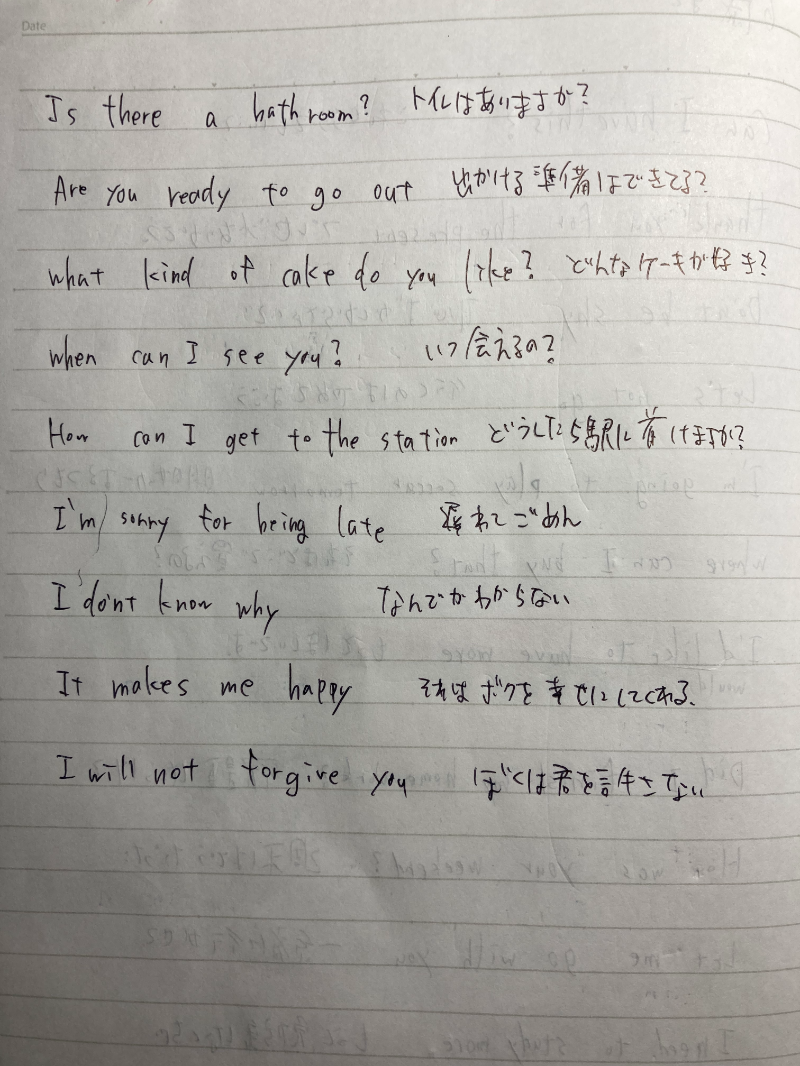 Date
Is there a bathroom? トイレはありますか?
Are you ready to go out 出かける準備はできてる?
what kind of cake do you like? どんなケーキが好き?
when can I see you? いつ会えるの?
How can I get to the station どうしたら駅に着けますか?
I'm sorry for being late 遅れてごめん
I don't know why なんでかわからない
It makes me happy それはボクを幸せにしてくれる、
I will not forgive you ぼくは君を許さない